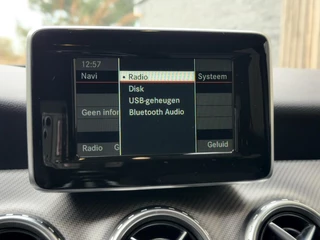 12:57
Navi • Radio Systeem
Disk
USB-geheugen
Geen infor Bluetooth Audio
Radio G Geluid